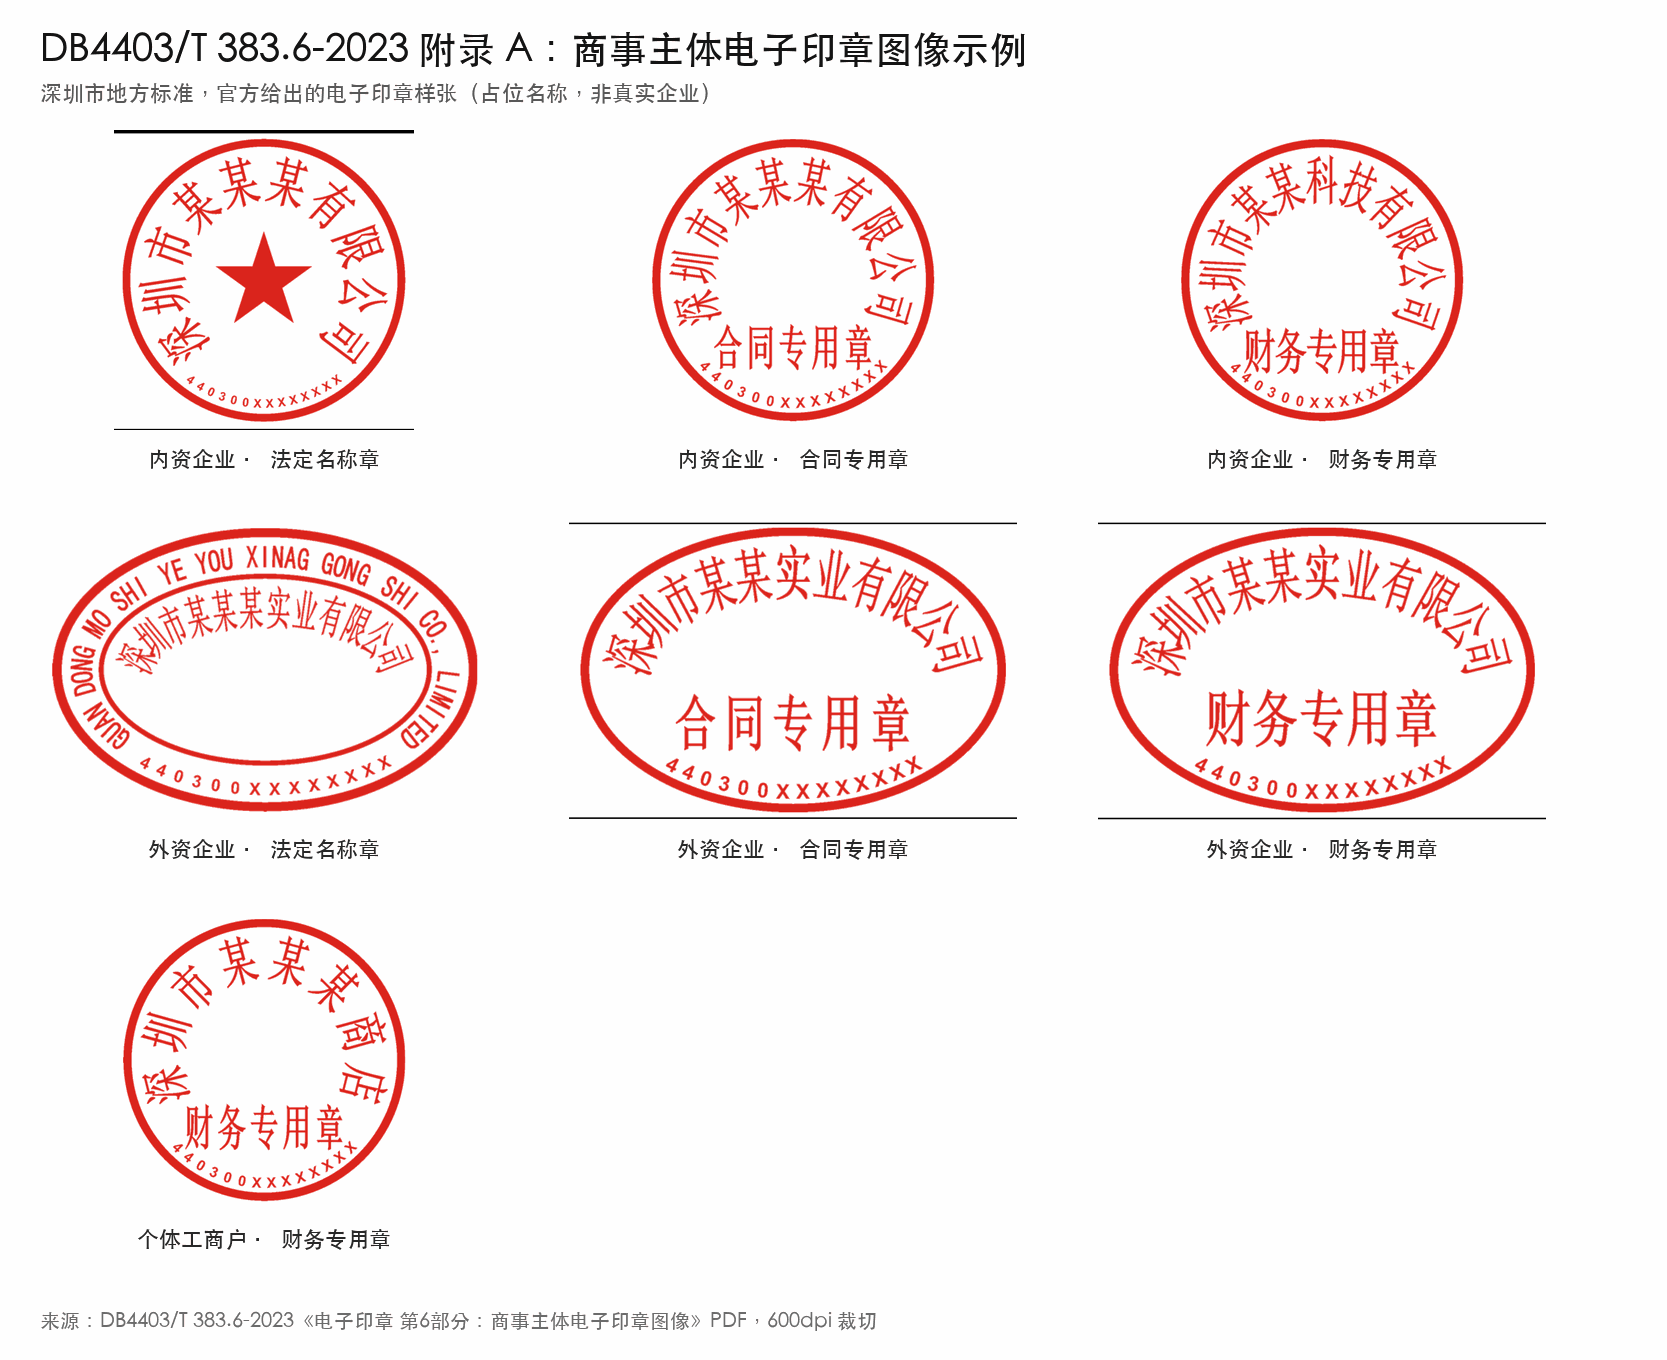 DB4403/T 383.6-2023 附录 A：商事主体电子印章图像示例
深圳市地方标准，官方给出的电子印章样张（占位名称，非真实企业）
深圳市某某某有限公司
440300XXXXXXXX
内资企业 · 法定名称章
深圳市某某某有限公司
合同专用章
440300XXXXXXXX
内资企业 · 合同专用章
深圳市某某科技有限公司
财务专用章
440300XXXXXXXX
内资企业 · 财务专用章
GUAN DONG MO SHI YE YOU XINAG GONG SHI CO., LIMITED
深圳市某某某实业有限公司
440300XXXXXXXX
外资企业 · 法定名称章
深圳市某某实业有限公司
合同专用章
440300XXXXXXXX
外资企业 · 合同专用章
深圳市某某实业有限公司
财务专用章
440300XXXXXXXX
外资企业 · 财务专用章
深圳市某某某商店
财务专用章
440300XXXXXXXX
个体工商户 · 财务专用章
来源：DB4403/T 383.6-2023《电子印章 第6部分：商事主体电子印章图像》PDF，600dpi 裁切